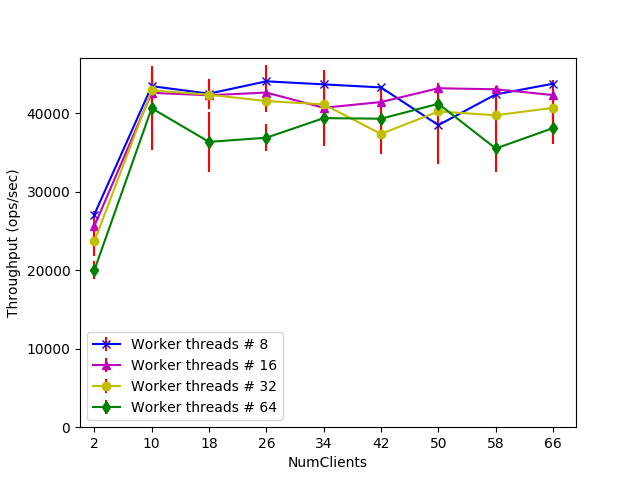 Throughput (ops/sec)
40000
30000
20000
10000
0
Worker threads # 8
Worker threads # 16
Worker threads # 32
Worker threads # 64
2 10 18 26 34 42 50 58 66
NumClients